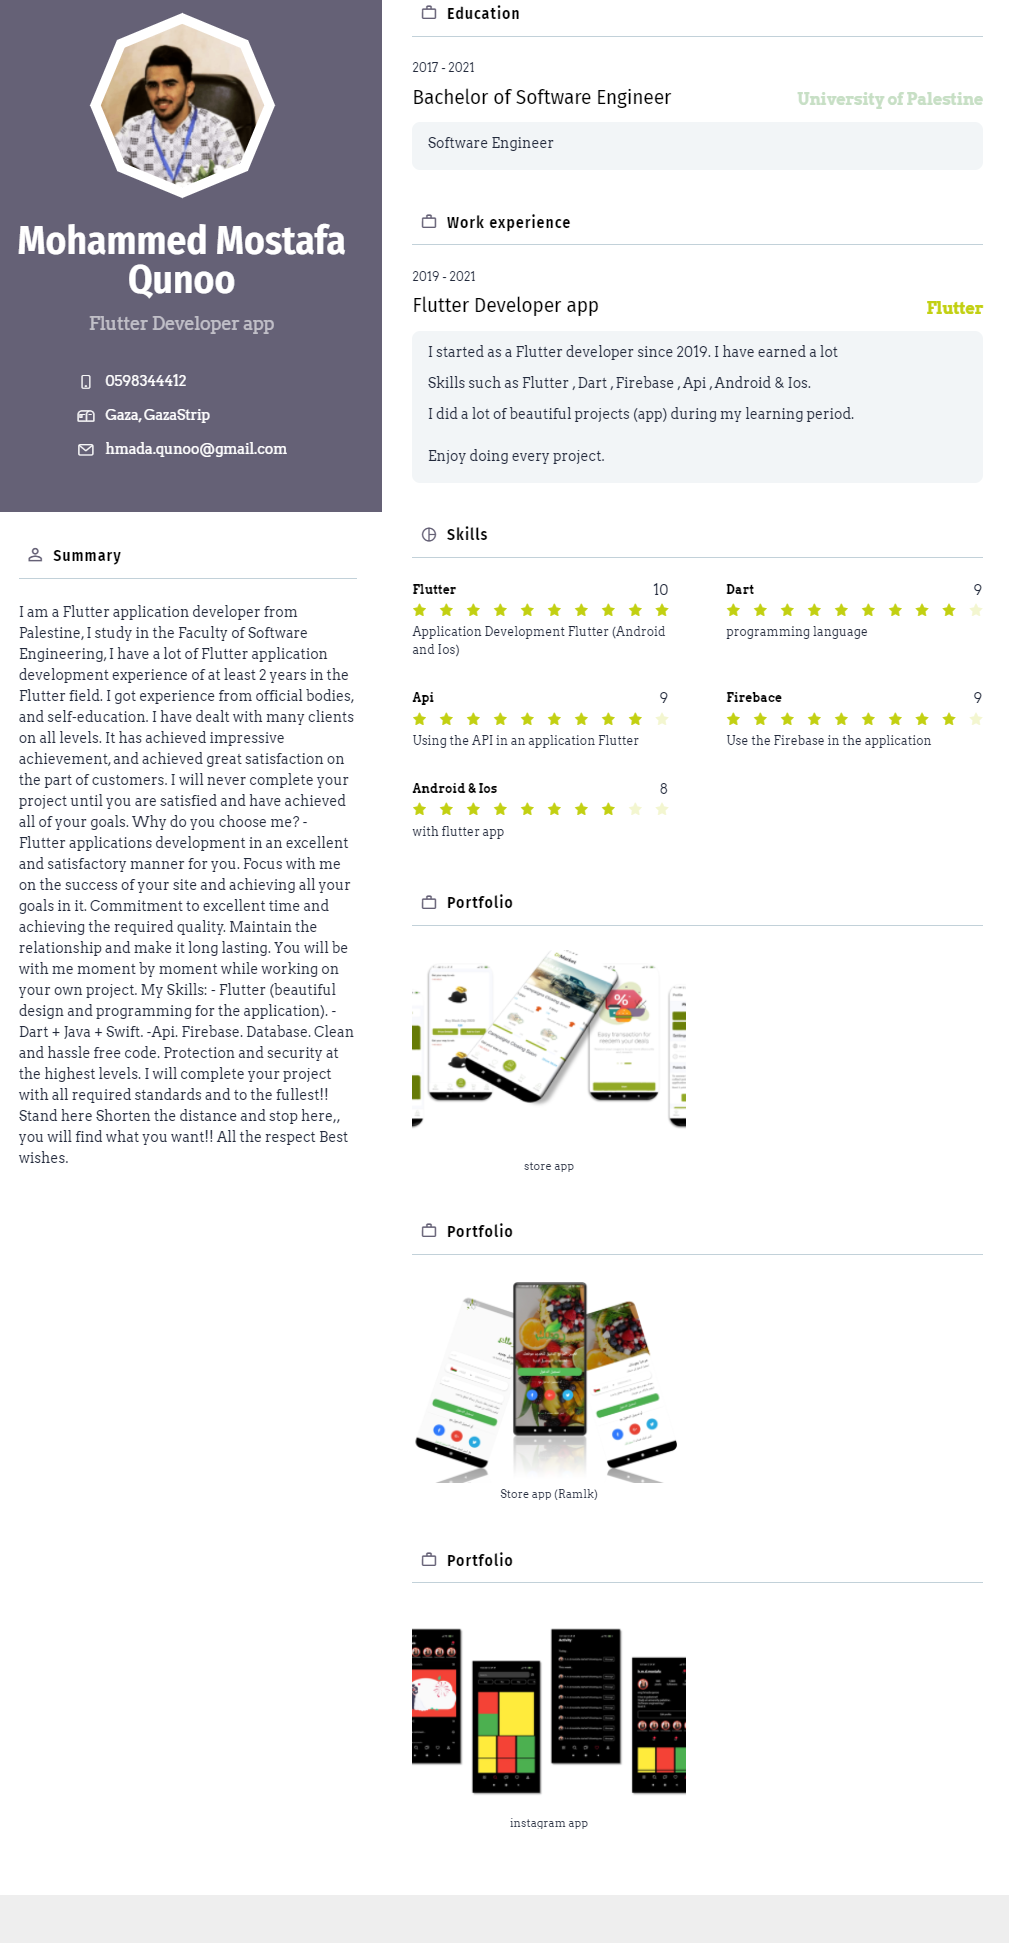 Mohammed Mostafa
Qunoo
Flutter Developer app
0598344412
Gaza, GazaStrip
hmada.qunoo@gmail.com
Summary
I am a Flutter application developer from
Palestine, I study in the Faculty of Software
Engineering, I have a lot of Flutter application
development experience of at least 2 years in the
Flutter field. I got experience from official bodies,
and self-education. I have dealt with many clients
on all levels. It has achieved impressive
achievement, and achieved great satisfaction on
the part of customers. I will never complete your
project until you are satisfied and have achieved
all of your goals. Why do you choose me? -
Flutter applications development in an excellent
and satisfactory manner for you. Focus with me
on the success of your site and achieving all your
goals in it. Commitment to excellent time and
achieving the required quality. Maintain the
relationship and make it long lasting. You will be
with me moment by moment while working on
your own project. My Skills: - Flutter (beautiful
design and programming for the application). -
Dart + Java + Swift. -Api. Firebase. Database. Clean
and hassle free code. Protection and security at
the highest levels. I will complete your project
with all required standards and to the fullest!!
Stand here Shorten the distance and stop here,,
you will find what you want!! All the respect Best
wishes.
Education
2017 - 2021
Bachelor of Software Engineer
University of Palestine
Software Engineer
Work experience
2019 - 2021
Flutter Developer app
Flutter
I started as a Flutter developer since 2019. I have earned a lot
Skills such as Flutter , Dart , Firebase , Api , Android & Ios.
I did a lot of beautiful projects (app) during my learning period.
Enjoy doing every project.
Skills
Flutter 10
Application Development Flutter (Android
and Ios)
Dart 9
programming language
Api 9
Using the API in an application Flutter
Firebace 9
Use the Firebase in the application
Android & Ios 8
with flutter app
Portfolio
Campaigns Closing Soon
Easy transaction for
redeem your deals
store app
Portfolio
Store app (Ramlk)
Portfolio
Activity
instagram app